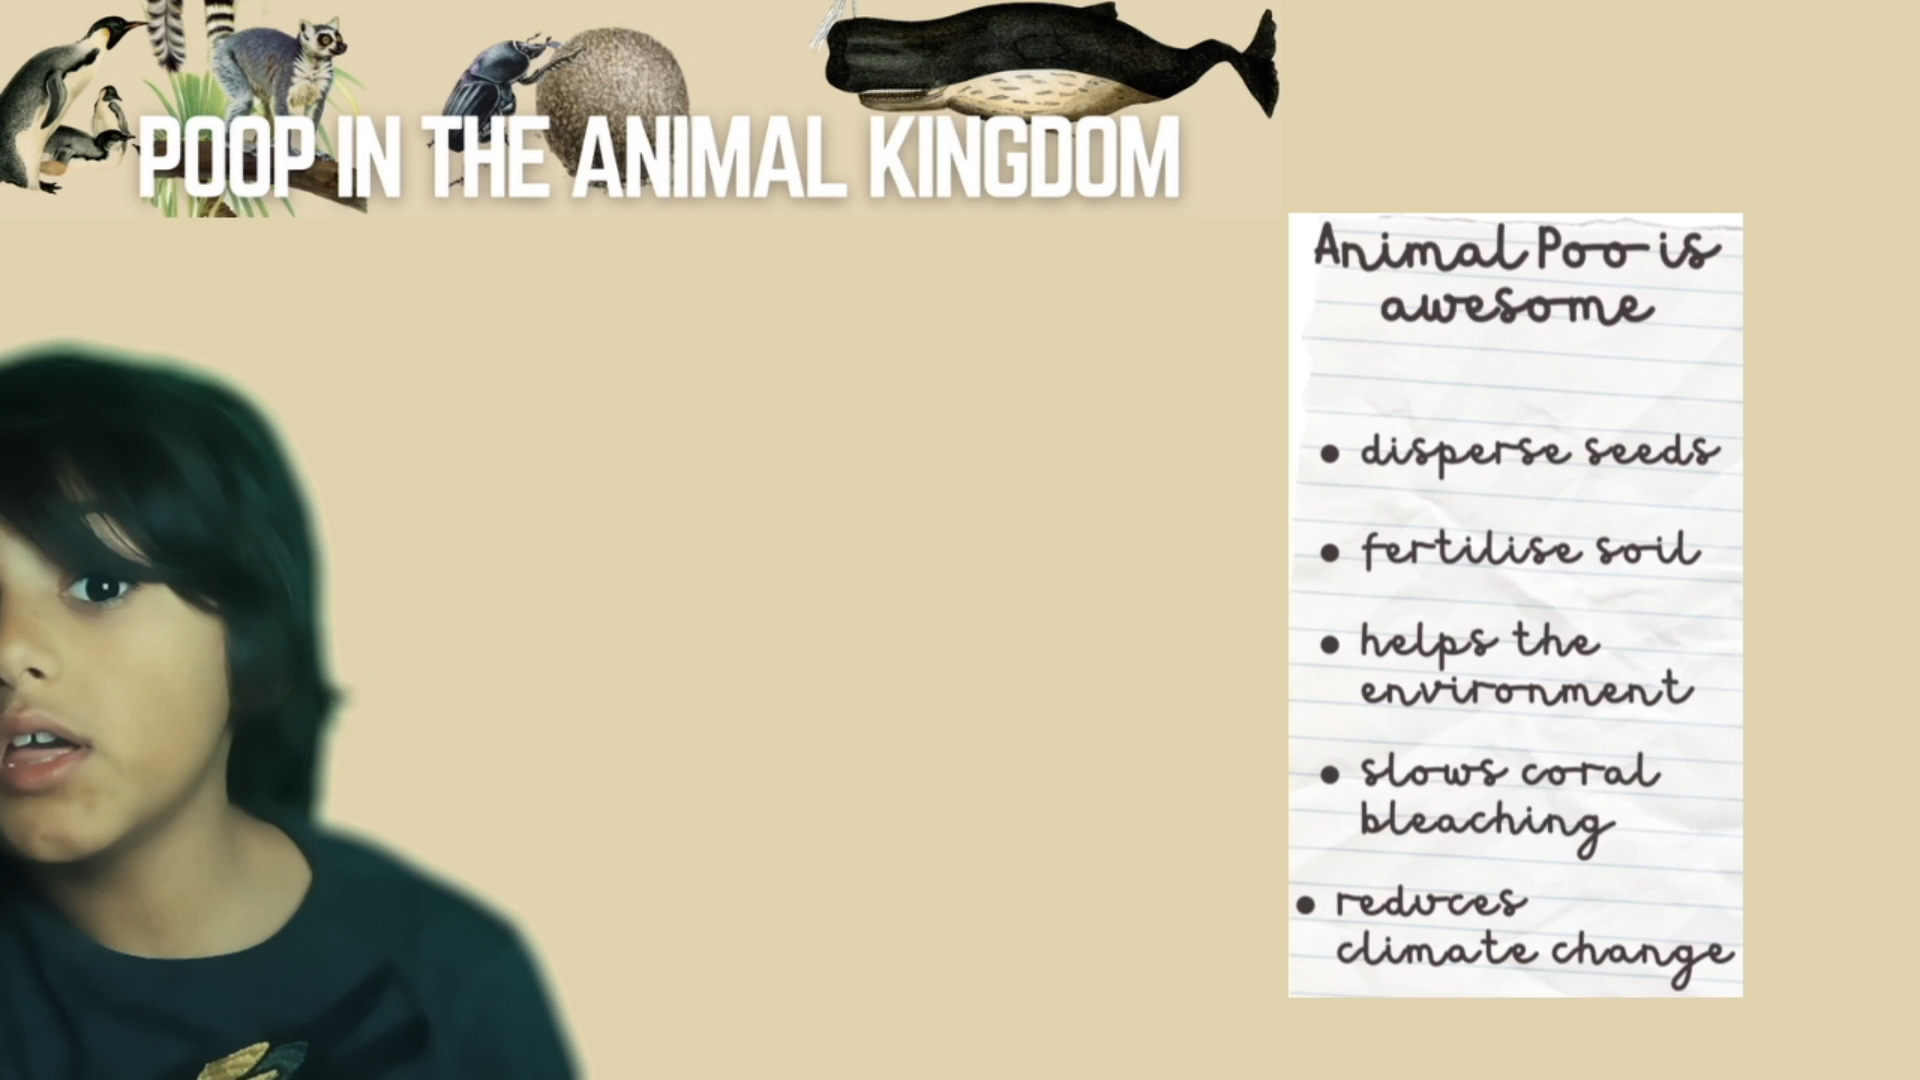 POOP IN THE ANIMAL KINGDOM
Animal Poo is
awesome
• disperse seeds
• fertilise soil
• helps the
environment
• slows coral
bleaching
• reduces
climate change